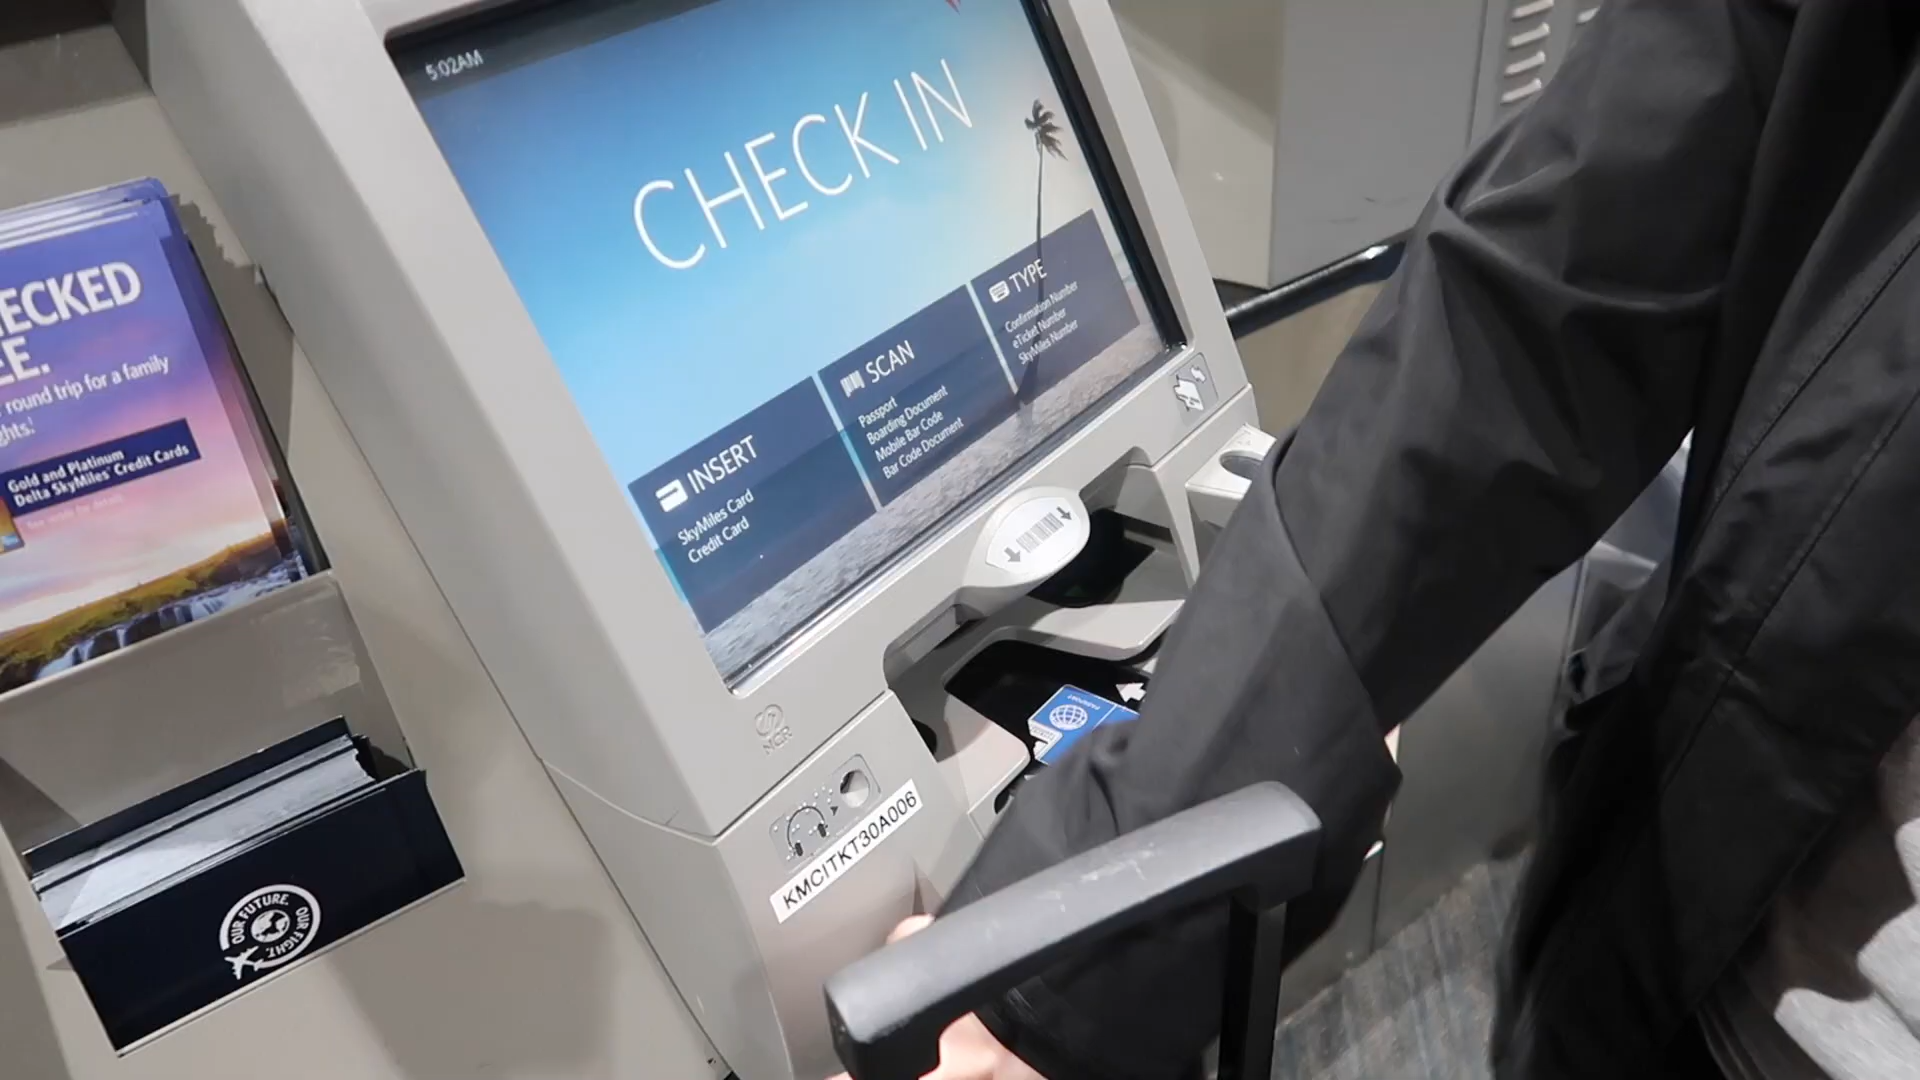 5:02AM
CHECK IN
INSERT
SkyMiles Card
Credit Card
SCAN
Passport
Boarding Document
Mobile Bar Code
Bar Code Document
TYPE
Confirmation Number
eTicket Number
SkyMiles Number
ECKED
EE.
round trip for a family
ghts!
Gold and Platinum
Delta SkyMiles® Credit Cards
PASSPORT
NCR
KMCITKT30A006
OUR FUTURE.
OUR FIGHT.